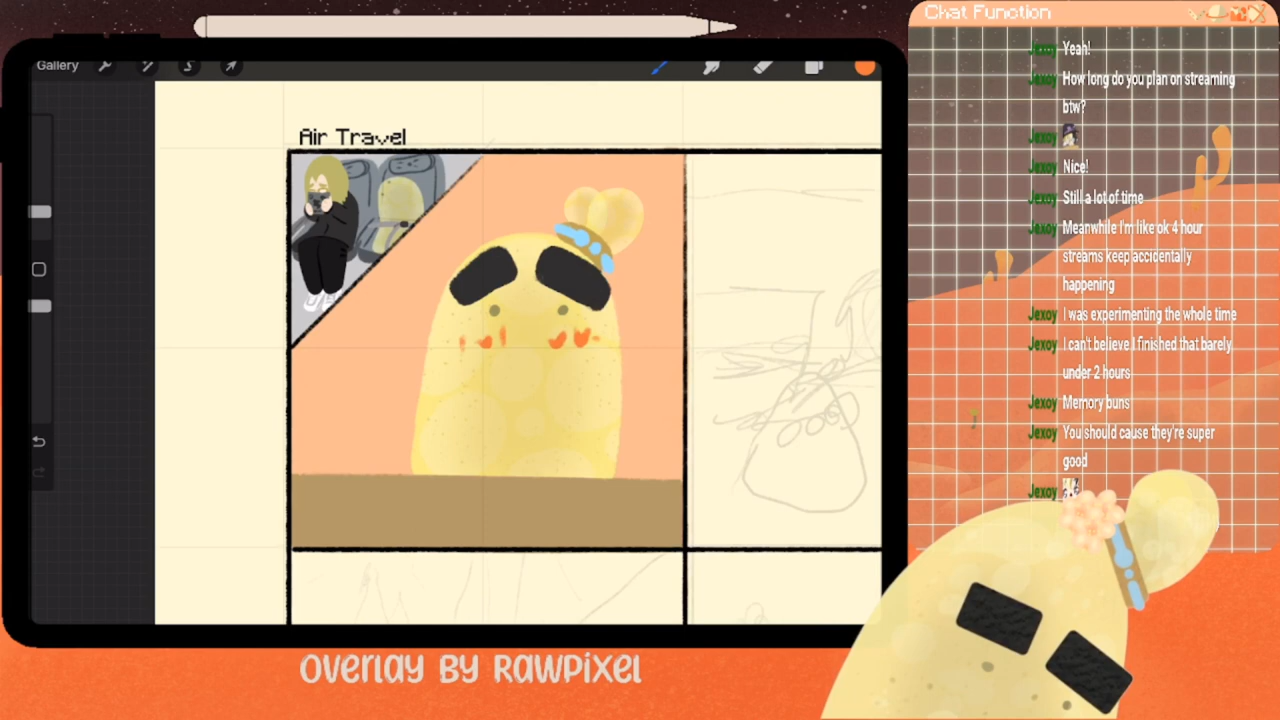 Chat Function
Gallery
Air Travel
Jexoy Yeah!
Jexoy How long do you plan on streaming
btw?
Jexoy
Jexoy Nice!
Jexoy Still a lot of time
Jexoy Meanwhile I'm like ok 4 hour
streams keep accidentally
happening
Jexoy I was experimenting the whole time
Jexoy I can't believe I finished that barely
under 2 hours
Jexoy Memory buns
Jexoy You should cause they're super
good
Jexoy
Overlay by Rawpixel